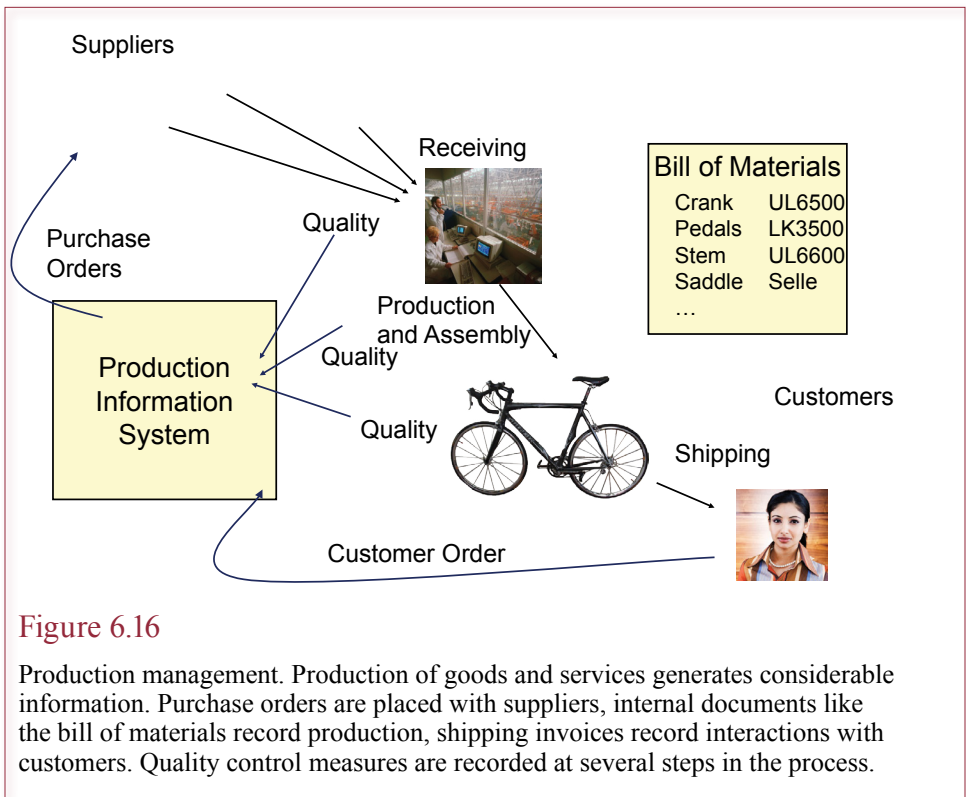 Suppliers
Receiving
Bill of Materials
Crank UL6500
Pedals LK3500
Stem UL6600
Saddle Selle
…
Quality
Purchase
Orders
Production
and Assembly
Quality
Production
Information
System
Customers
Quality
Shipping
Customer Order
Figure 6.16
Production management. Production of goods and services generates considerable
information. Purchase orders are placed with suppliers, internal documents like
the bill of materials record production, shipping invoices record interactions with
customers. Quality control measures are recorded at several steps in the process.